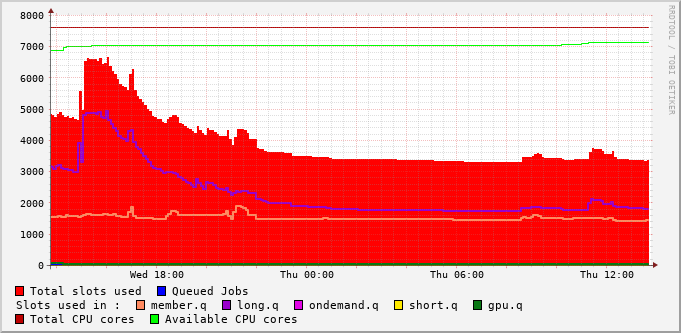 8000
7000
6000
5000
4000
3000
2000
1000
0
Wed 18:00 Thu 00:00 Thu 06:00 Thu 12:00
RRDTOOL / TOBI OETIKER
Total slots used Queued Jobs
Slots used in : member.q long.q ondemand.q short.q gpu.q
Total CPU cores Available CPU cores